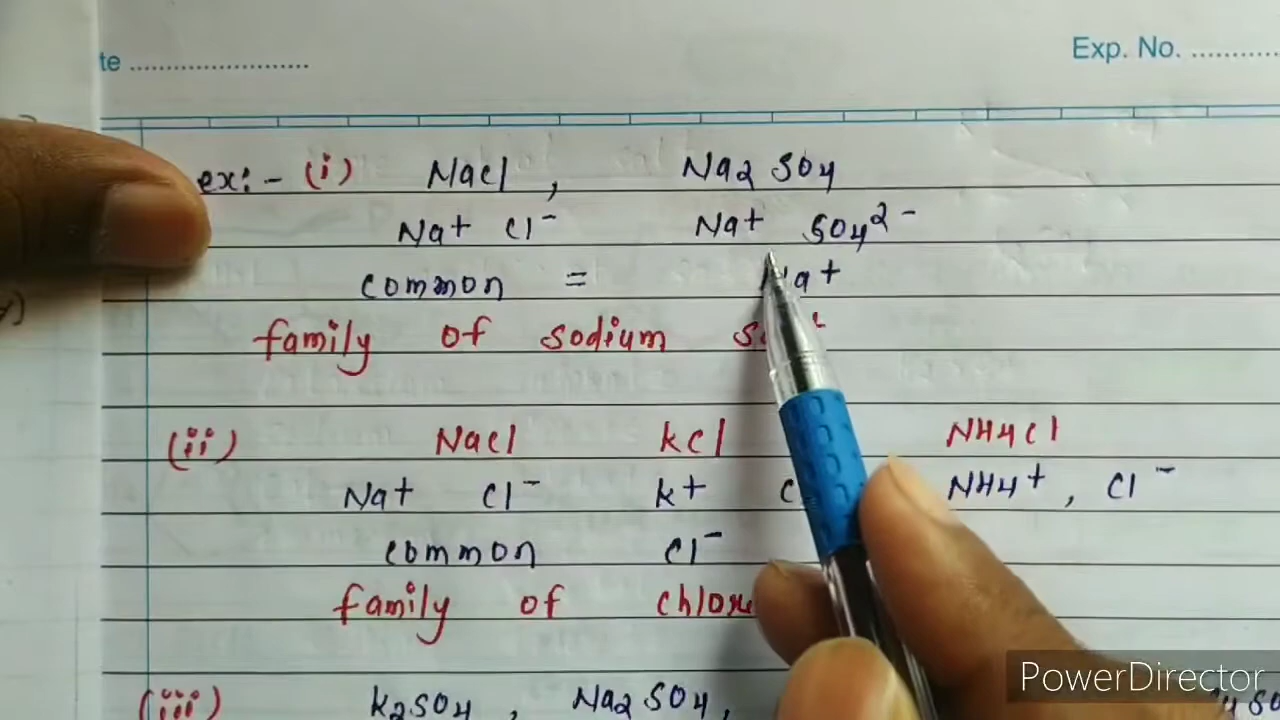 te ........................
Exp. No. ...........
ex:- (i) NaCl , Na2 SO4
Na+ Cl- Na+ SO4 2-
common = Na+
family of sodium
(ii) NaCl kCl NH4Cl
Na+ Cl- k+ NH4+ , Cl-
common Cl-
family of
(iii) k2SO4 , Na2SO4,
PowerDirector